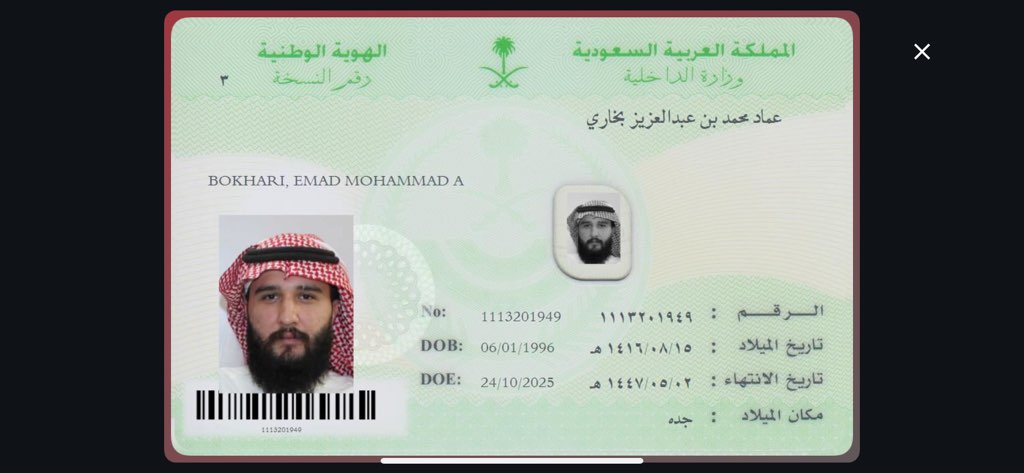 المملكة العربية السعودية
الهوية الوطنية
وزارة الداخلية
رقم النسخة ٣
عماد محمد بن عبدالعزيز بخاري
BOKHARI, EMAD MOHAMMAD A
No: 1113201949 الرقم : ١١١٣٢٠١٩٤٩
DOB: 06/01/1996 تاريخ الميلاد : ١٤١٦/٠٨/١٥ هـ
DOE: 24/10/2025 تاريخ الانتهاء : ١٤٤٧/٠٥/٠٢ هـ
مكان الميلاد : جده
1113201949